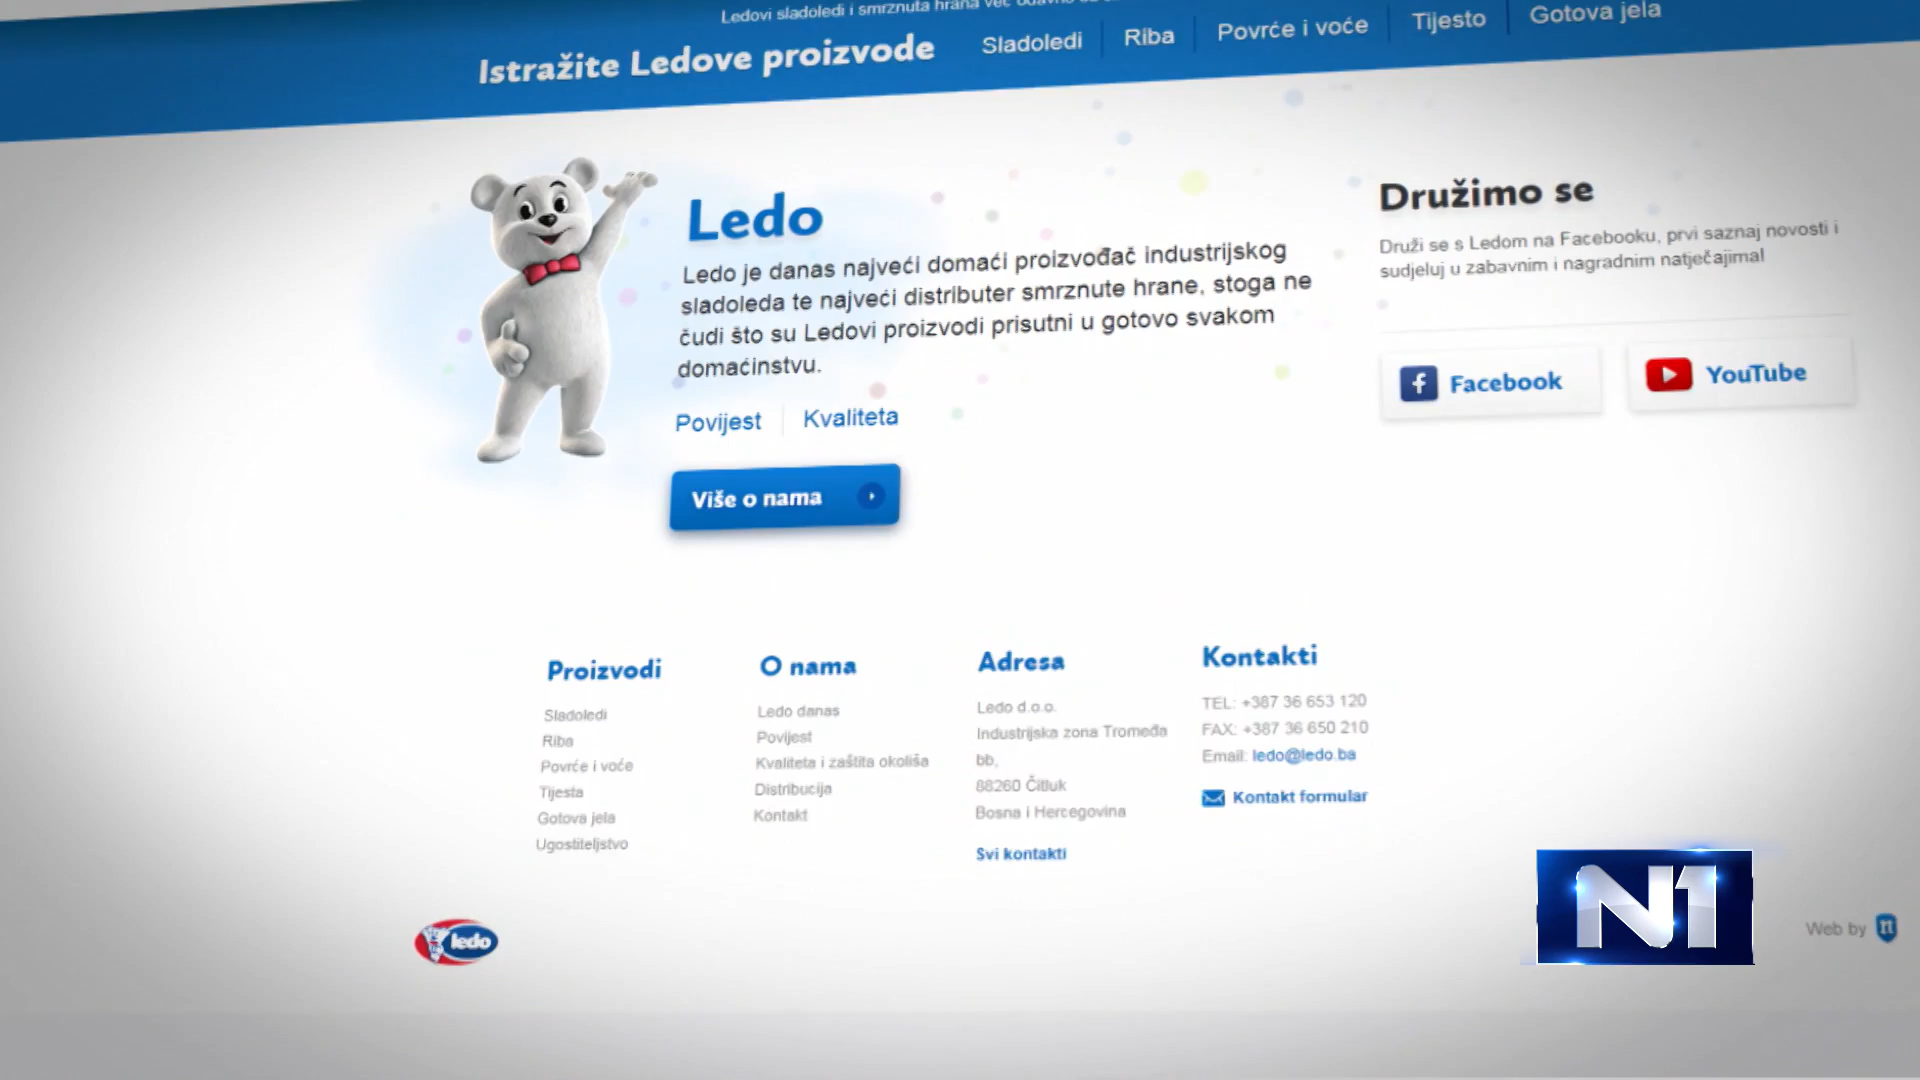 Ledovi sladoledi i smrznuta hrana već
Istražite Ledove proizvode
Sladoledi
Riba
Povrće i voće
Tijesto
Gotova jela
Ledo
Ledo je danas najveći domaći proizvođač industrijskog
sladoleda te najveći distributer smrznute hrane, stoga ne
čudi što su Ledovi proizvodi prisutni u gotovo svakom
domaćinstvu.
Povijest
Kvaliteta
Više o nama
Družimo se
Druži se s Ledom na Facebooku, prvi saznaj novosti i
sudjeluj u zabavnim i nagradnim natječajima!
Facebook
YouTube
Proizvodi
Sladoledi
Riba
Povrće i voće
Tijesta
Gotova jela
Ugostiteljstvo
O nama
Ledo danas
Povijest
Kvaliteta i zaštita okoliša
Distribucija
Kontakt
Adresa
Ledo d.o.o.
Industrijska zona Tromeđa
bb,
88260 Čitluk
Bosna i Hercegovina
Svi kontakti
Kontakti
TEL: +387 36 653 120
FAX: +387 36 650 210
Email: ledo@ledo.ba
Kontakt formular
ledo
N1
Web by n